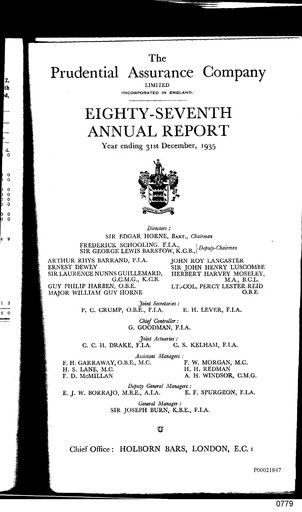 The
Prudential Assurance Company
LIMITED
(INCORPORATED IN ENGLAND)
EIGHTY-SEVENTH
ANNUAL REPORT
Year ending 31st December, 1935
Directors:
SIR EDGAR HORNE, BART., Chairman
FREDERICK SCHOOLING, F.I.A.,
SIR GEORGE LEWIS BARSTOW, K.C.B., Deputy-Chairmen
ARTHUR RHYS BARRAND, F.I.A. JOHN ROY LANCASTER
ERNEST DEWEY SIR JOHN HENRY LUSCOMBE
SIR LAURENCE NUNNS GUILLEMARD, HERBERT HARVEY MOSELEY,
G.C.M.G., K.C.B. M.A., B.C.L.
GUY PHILIP HARBEN, O.B.E. LT.-COL. PERCY LESTER REID
MAJOR WILLIAM GUY HORNE O.B.E.
Joint Secretaries:
P. C. CRUMP, O.B.E., F.I.A. E. H. LEVER, F.I.A.
Chief Controller:
G. GOODMAN, F.I.A.
Joint Actuaries:
C. C. H. DRAKE, F.I.A. C. S. KELHAM, F.I.A.
Assistant Managers:
F. H. GARRAWAY, O.B.E., M.C. F. W. MORGAN, M.C.
H. S. LANE, M.C. H. H. REDMAN
F. D. McMILLAN A. H. WINDSOR, C.M.G.
Deputy General Managers:
E. J. W. BORRAJO, M.B.E., A.I.A. E. F. SPURGEON, F.I.A.
General Manager:
SIR JOSEPH BURN, K.B.E., F.I.A.
Chief Office: HOLBORN BARS, LONDON, E.C. 1
P00021847
0779